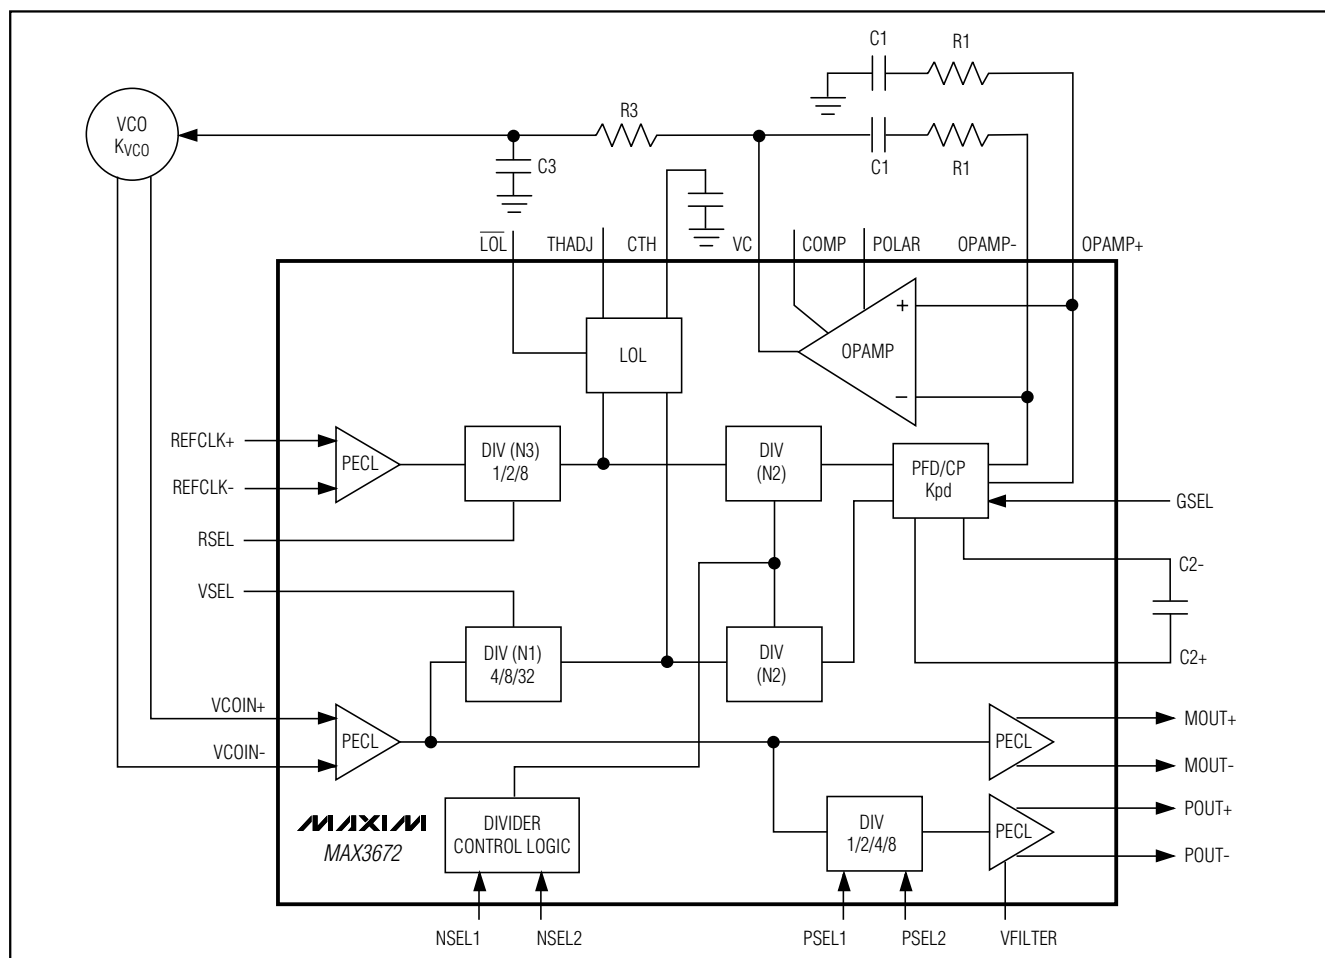 C1
R1
VCO
KVCO
R3
C3
C1
R1
LOL
THADJ
CTH
VC
COMP
POLAR
OPAMP-
OPAMP+
+
OPAMP
−
LOL
REFCLK+
REFCLK-
PECL
DIV (N3)
1/2/8
DIV
(N2)
PFD/CP
Kpd
GSEL
RSEL
VSEL
C2-
C2+
DIV (N1)
4/8/32
DIV
(N2)
VCOIN+
VCOIN-
PECL
PECL
MOUT+
MOUT-
MAXIM
MAX3672
DIVIDER
CONTROL LOGIC
DIV
1/2/4/8
PECL
POUT+
POUT-
NSEL1
NSEL2
PSEL1
PSEL2
VFILTER